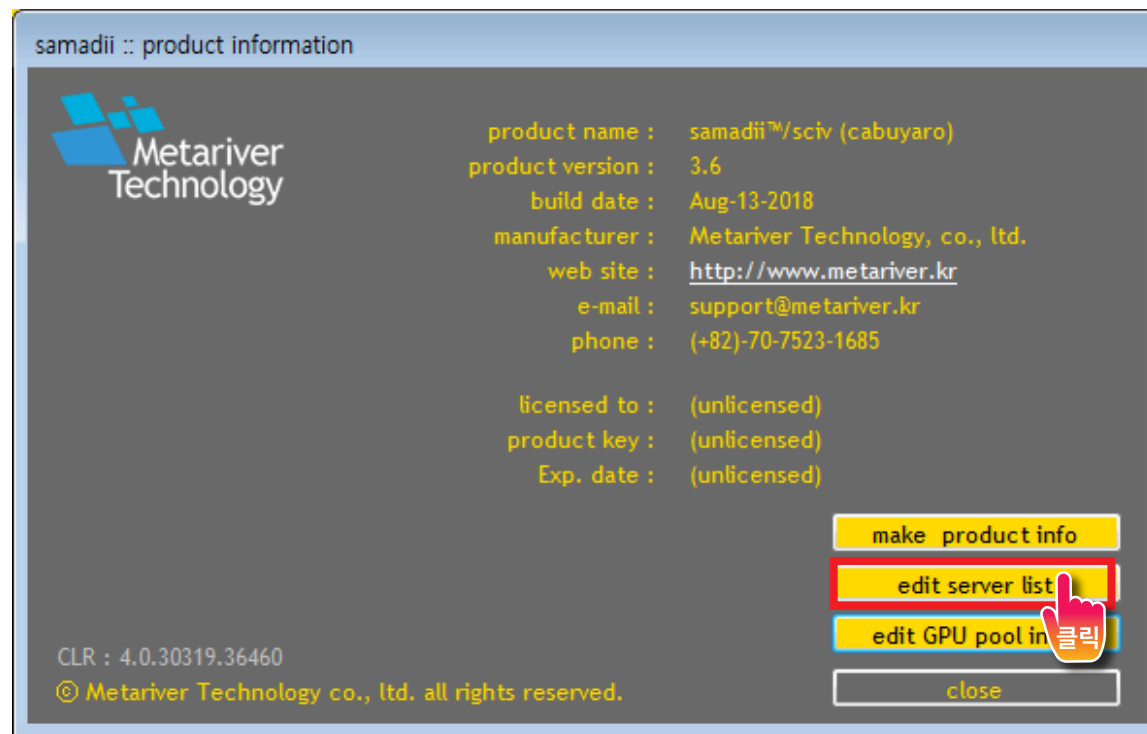 samadii :: product information
Metariver
Technology
product name : samadii™/sciv (cabuyaro)
product version : 3.6
build date : Aug-13-2018
manufacturer : Metariver Technology, co., ltd.
web site : http://www.metariver.kr
e-mail : support@metariver.kr
phone : (+82)-70-7523-1685
licensed to : (unlicensed)
product key : (unlicensed)
Exp. date : (unlicensed)
make product info
edit server list
edit GPU pool
클릭
CLR : 4.0.30319.36460
© Metariver Technology co., ltd. all rights reserved.
close